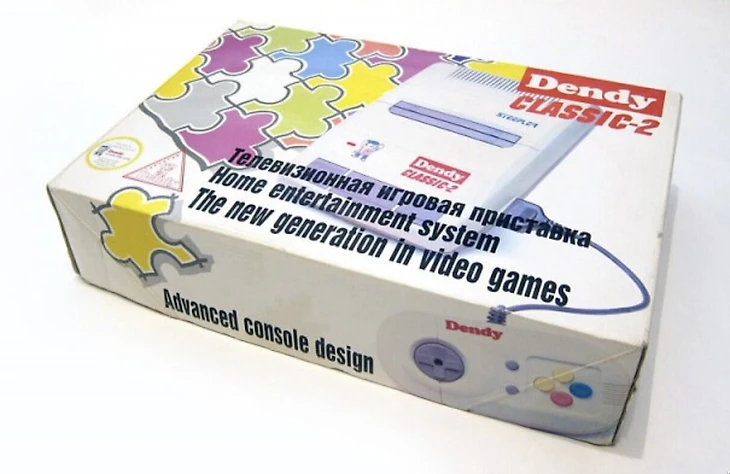 Dendy
CLASSIC-2
STEEPLER
Dendy
CLASSIC-2
Телевизионная игровая приставка
Home entertainment system
The new generation in video games
Advanced console design
Dendy